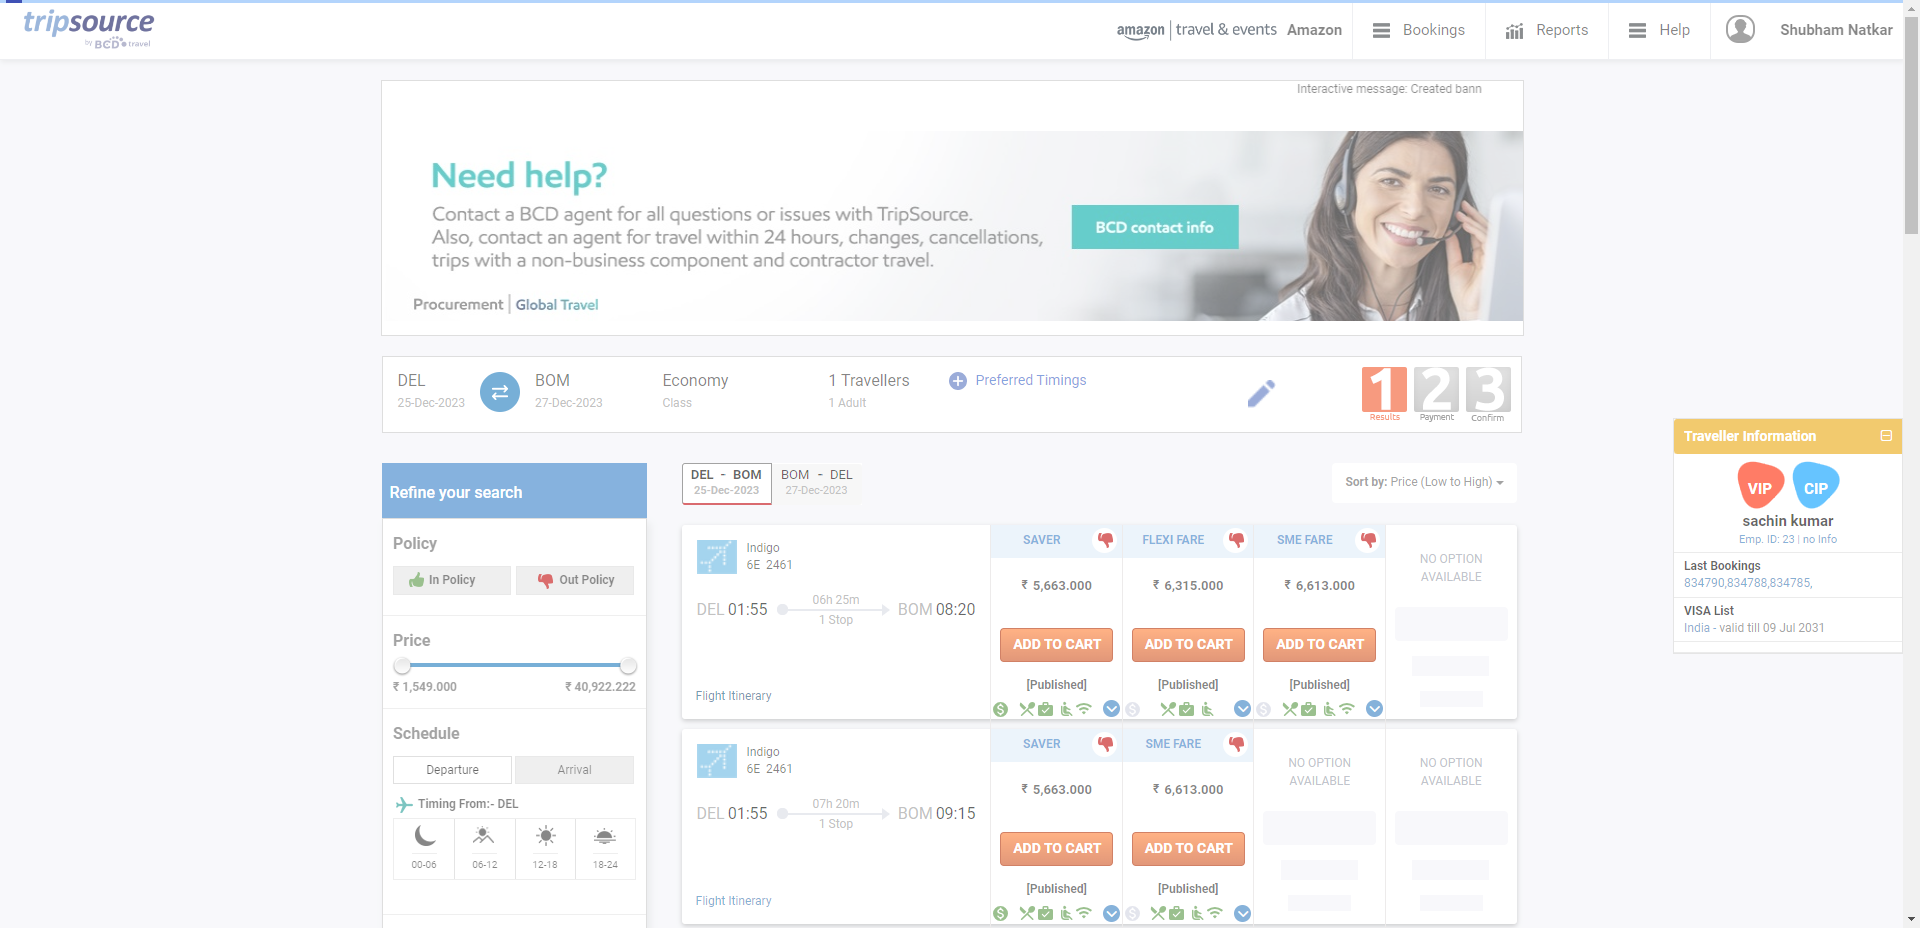 tripsource
by BCD travel
amazon | travel & events Amazon
Bookings
Reports
Help
Shubham Natkar
Interactive message: Created bann
Need help?
Contact a BCD agent for all questions or issues with TripSource.
Also, contact an agent for travel within 24 hours, changes, cancellations,
trips with a non-business component and contractor travel.
BCD contact info
Procurement | Global Travel
DEL
25-Dec-2023
BOM
27-Dec-2023
Economy
Class
1 Travellers
1 Adult
Preferred Timings
1
Results
2
Payment
3
Confirm
Traveller Information
VIP CIP
sachin kumar
Emp. ID: 23 | no Info
Last Bookings
834790,834788,834785,
VISA List
India - valid till 09 Jul 2031
Refine your search
Policy
In Policy
Out Policy
Price
₹ 1,549.000
₹ 40,922.222
Schedule
Departure
Arrival
Timing From:- DEL
00-06
06-12
12-18
18-24
DEL - BOM
25-Dec-2023
BOM - DEL
27-Dec-2023
Sort by: Price (Low to High)
Indigo
6E 2461
DEL 01:55
06h 25m
1 Stop
BOM 08:20
Flight Itinerary
SAVER
₹ 5,663.000
ADD TO CART
[Published]
FLEXI FARE
₹ 6,315.000
ADD TO CART
[Published]
SME FARE
₹ 6,613.000
ADD TO CART
[Published]
NO OPTION
AVAILABLE
Indigo
6E 2461
DEL 01:55
07h 20m
1 Stop
BOM 09:15
Flight Itinerary
SAVER
₹ 5,663.000
ADD TO CART
[Published]
SME FARE
₹ 6,613.000
ADD TO CART
[Published]
NO OPTION
AVAILABLE
NO OPTION
AVAILABLE